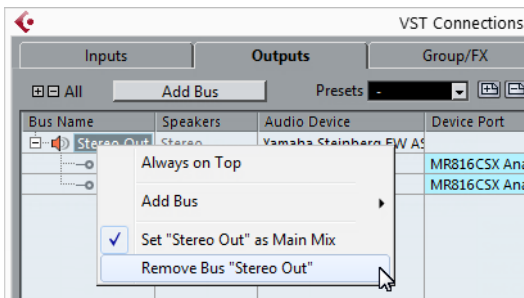 VST Connections
Inputs
Outputs
Group/FX
All
Add Bus
Presets
-
Bus Name
Speakers
Audio Device
Device Port
Stereo Out
Stereo
Yamaha Steinberg FW AS
Always on Top
MR816CSX Ana
MR816CSX Ana
Add Bus
Set "Stereo Out" as Main Mix
Remove Bus "Stereo Out"